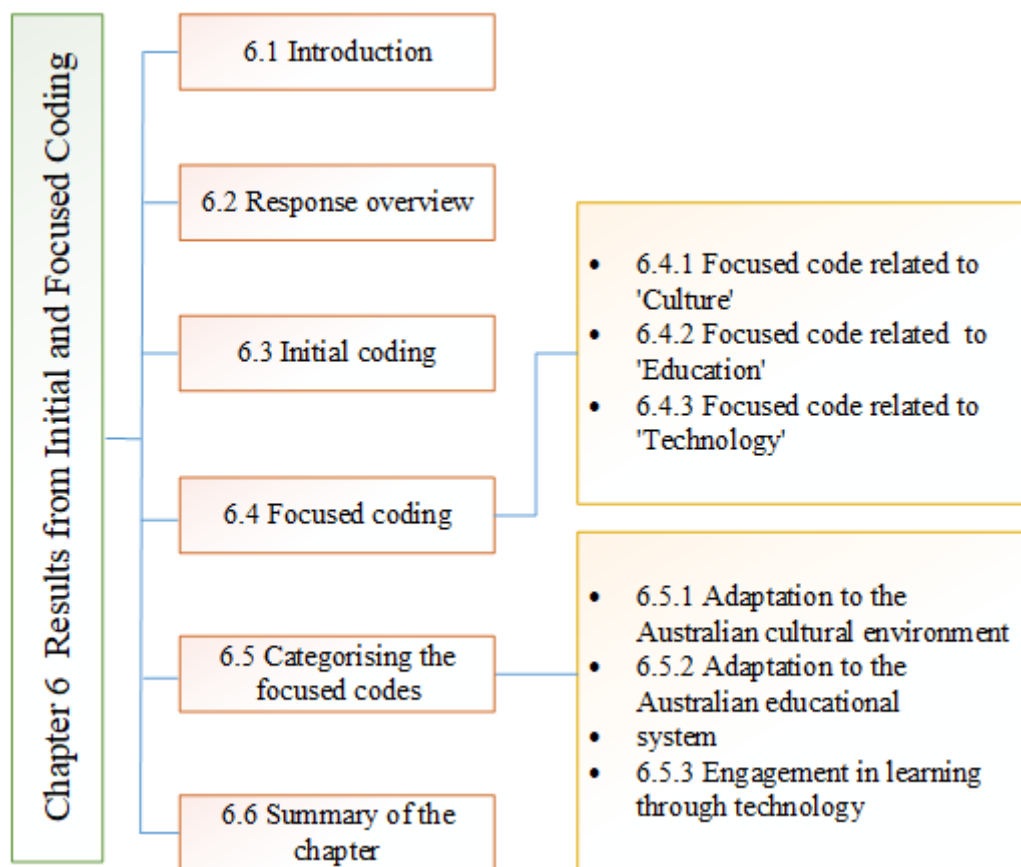 Chapter 6 Results from Initial and Focused Coding
6.1 Introduction
6.2 Response overview
6.3 Initial coding
6.4 Focused coding
• 6.4.1 Focused code related to
'Culture'
• 6.4.2 Focused code related to
'Education'
• 6.4.3 Focused code related to
'Technology'
6.5 Categorising the
focused codes
• 6.5.1 Adaptation to the
Australian cultural environment
• 6.5.2 Adaptation to the
Australian educational
• system
• 6.5.3 Engagement in learning
through technology
6.6 Summary of the
chapter